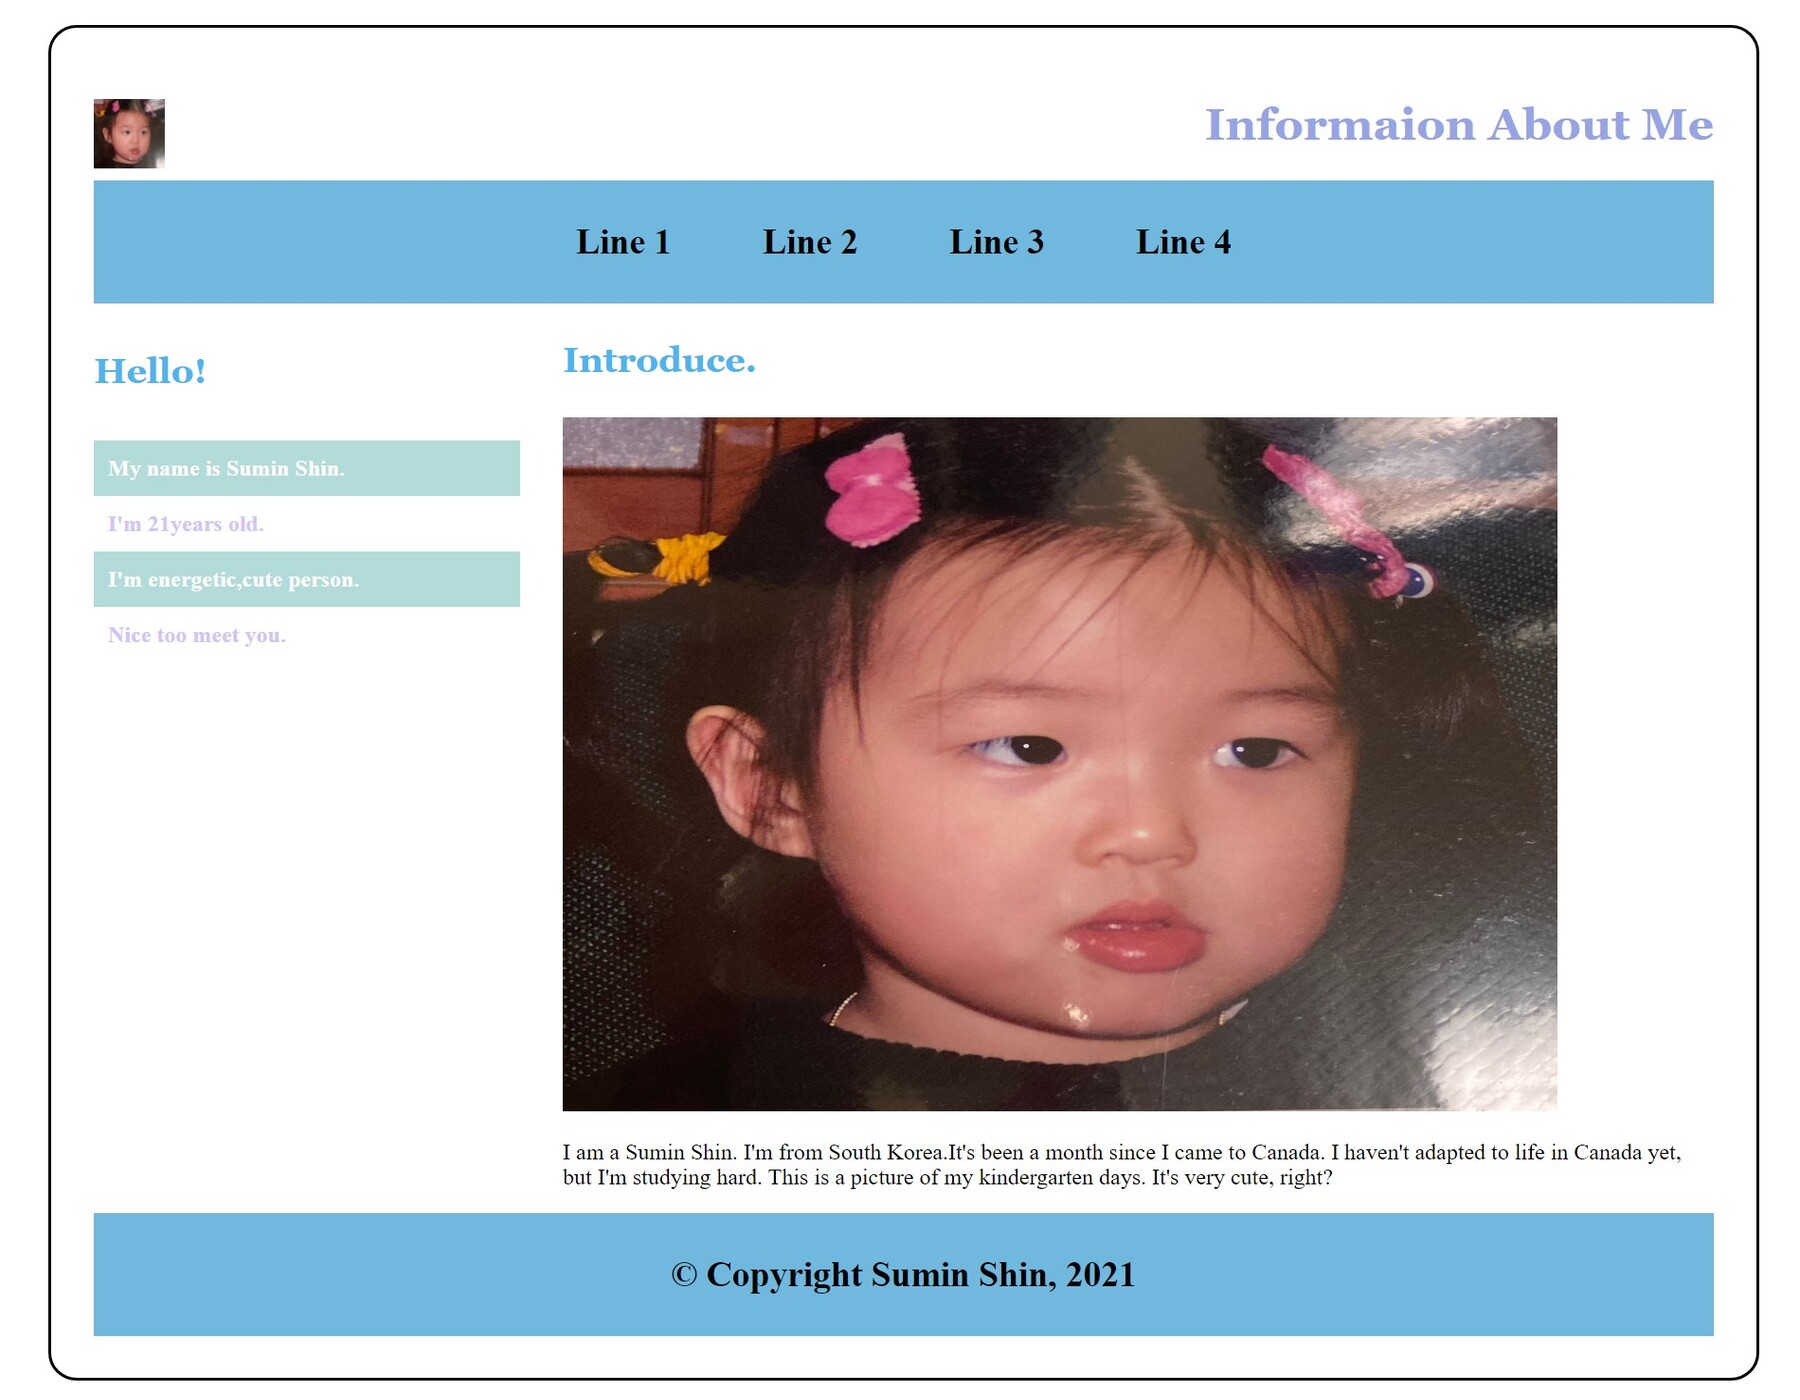 Informaion About Me
Line 1 Line 2 Line 3 Line 4
Hello!
My name is Sumin Shin.
I'm 21years old.
I'm energetic,cute person.
Nice too meet you.
Introduce.
I am a Sumin Shin. I'm from South Korea.It's been a month since I came to Canada. I haven't adapted to life in Canada yet,
but I'm studying hard. This is a picture of my kindergarten days. It's very cute, right?
© Copyright Sumin Shin, 2021